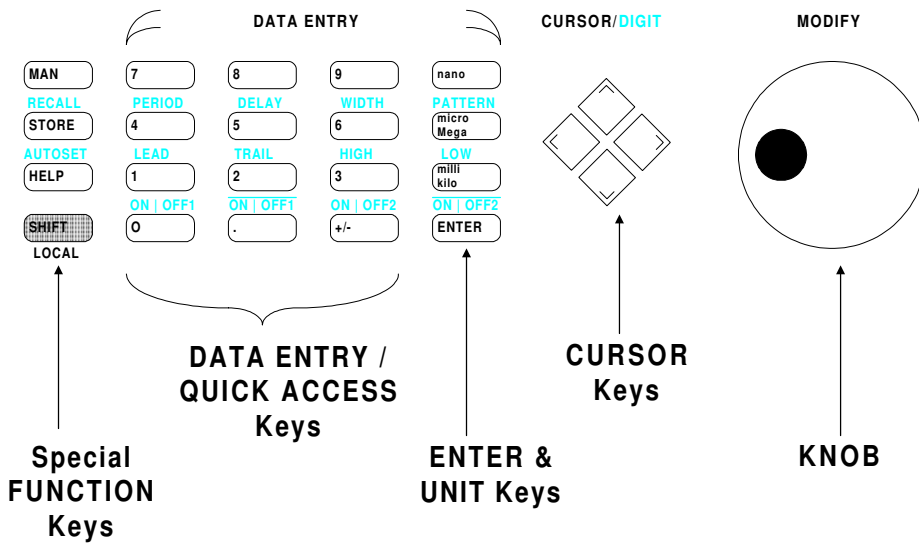 DATA ENTRY CURSOR/DIGIT MODIFY
MAN 7 8 9 nano
RECALL PERIOD DELAY WIDTH PATTERN
STORE 4 5 6 micro
Mega
AUTOSET LEAD TRAIL HIGH LOW
HELP 1 2 3 milli
kilo
ON | OFF1 ON | OFF1 ON | OFF2 ON | OFF2
SHIFT 0 . +/- ENTER
LOCAL
DATA ENTRY /
QUICK ACCESS
Keys
CURSOR
Keys
Special
FUNCTION
Keys
ENTER &
UNIT Keys
KNOB